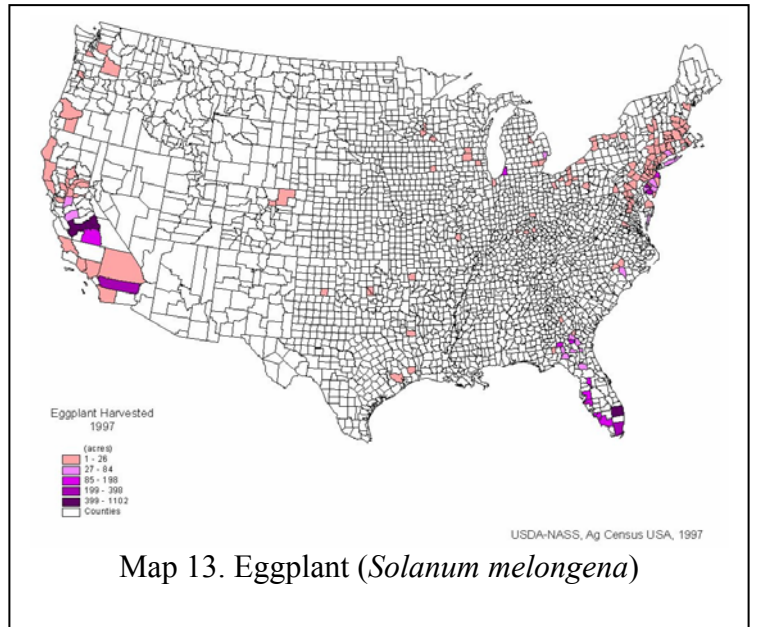 Eggplant Harvested
1997
(acres)
1 - 26
27 - 84
85 - 198
199 - 398
399 - 1102
Counties
USDA-NASS, Ag Census USA, 1997
Map 13. Eggplant (Solanum melongena)